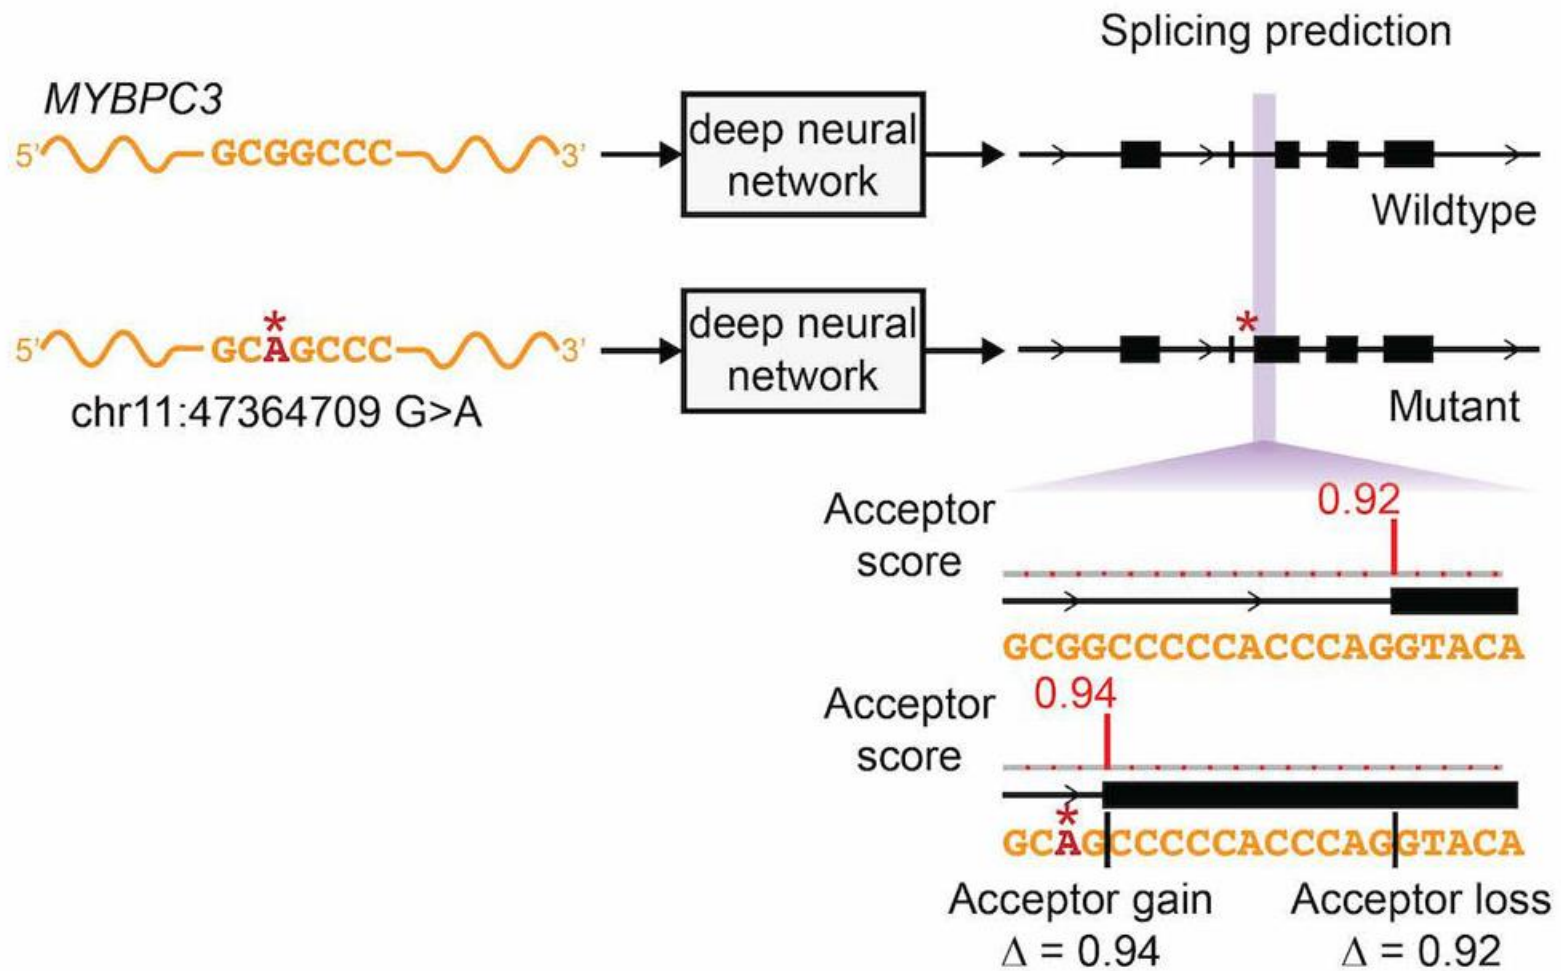 Splicing prediction
MYBPC3
5' GCGGCCC 3'
deep neural
network
Wildtype
*
5' GCAGCCC 3'
chr11:47364709 G>A
deep neural
network
*
Mutant
Acceptor
score
0.92
GCGGCCCCCACCCAGGTACA
Acceptor
score
0.94
*
GCAGCCCCCACCCAGGTACA
Acceptor gain
Δ = 0.94
Acceptor loss
Δ = 0.92